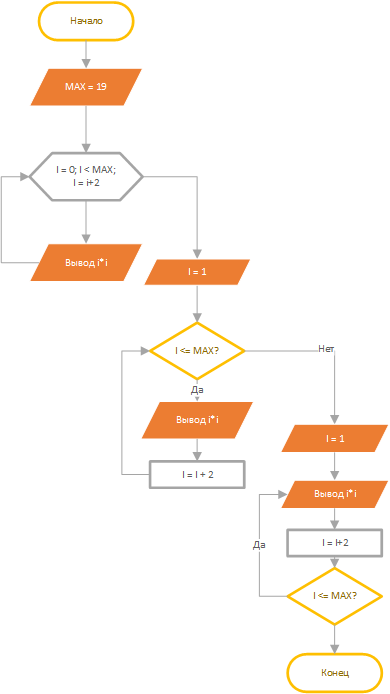 Начало
MAX = 19
I = 0; I < MAX;
I = i+2
Вывод i*i
I = 1
I <= MAX?
Нет
Да
Вывод i*i
I = I + 2
I = 1
Вывод i*i
I = I+2
Да
I <= MAX?
Конец